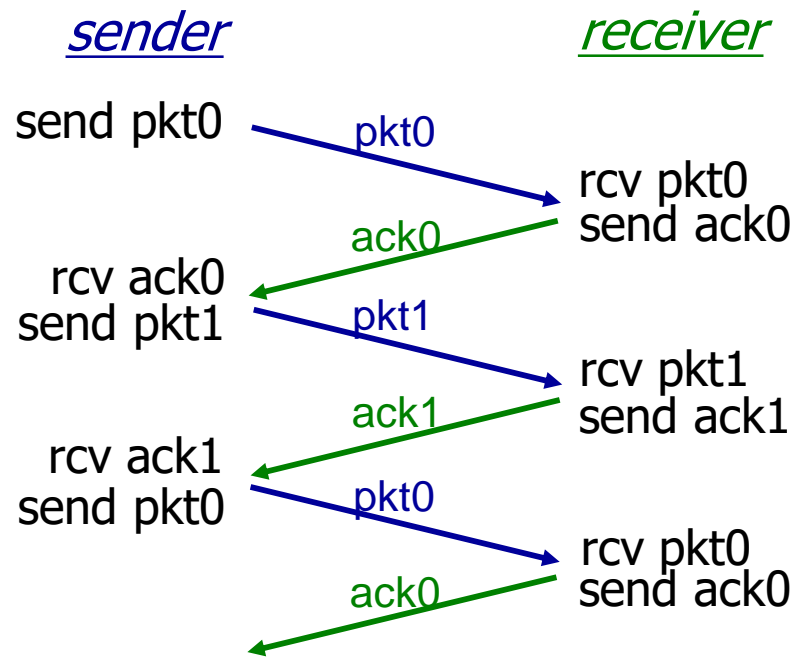 sender
receiver
send pkt0
pkt0
rcv pkt0
send ack0
ack0
rcv ack0
send pkt1
pkt1
rcv pkt1
send ack1
ack1
rcv ack1
send pkt0
pkt0
rcv pkt0
send ack0
ack0